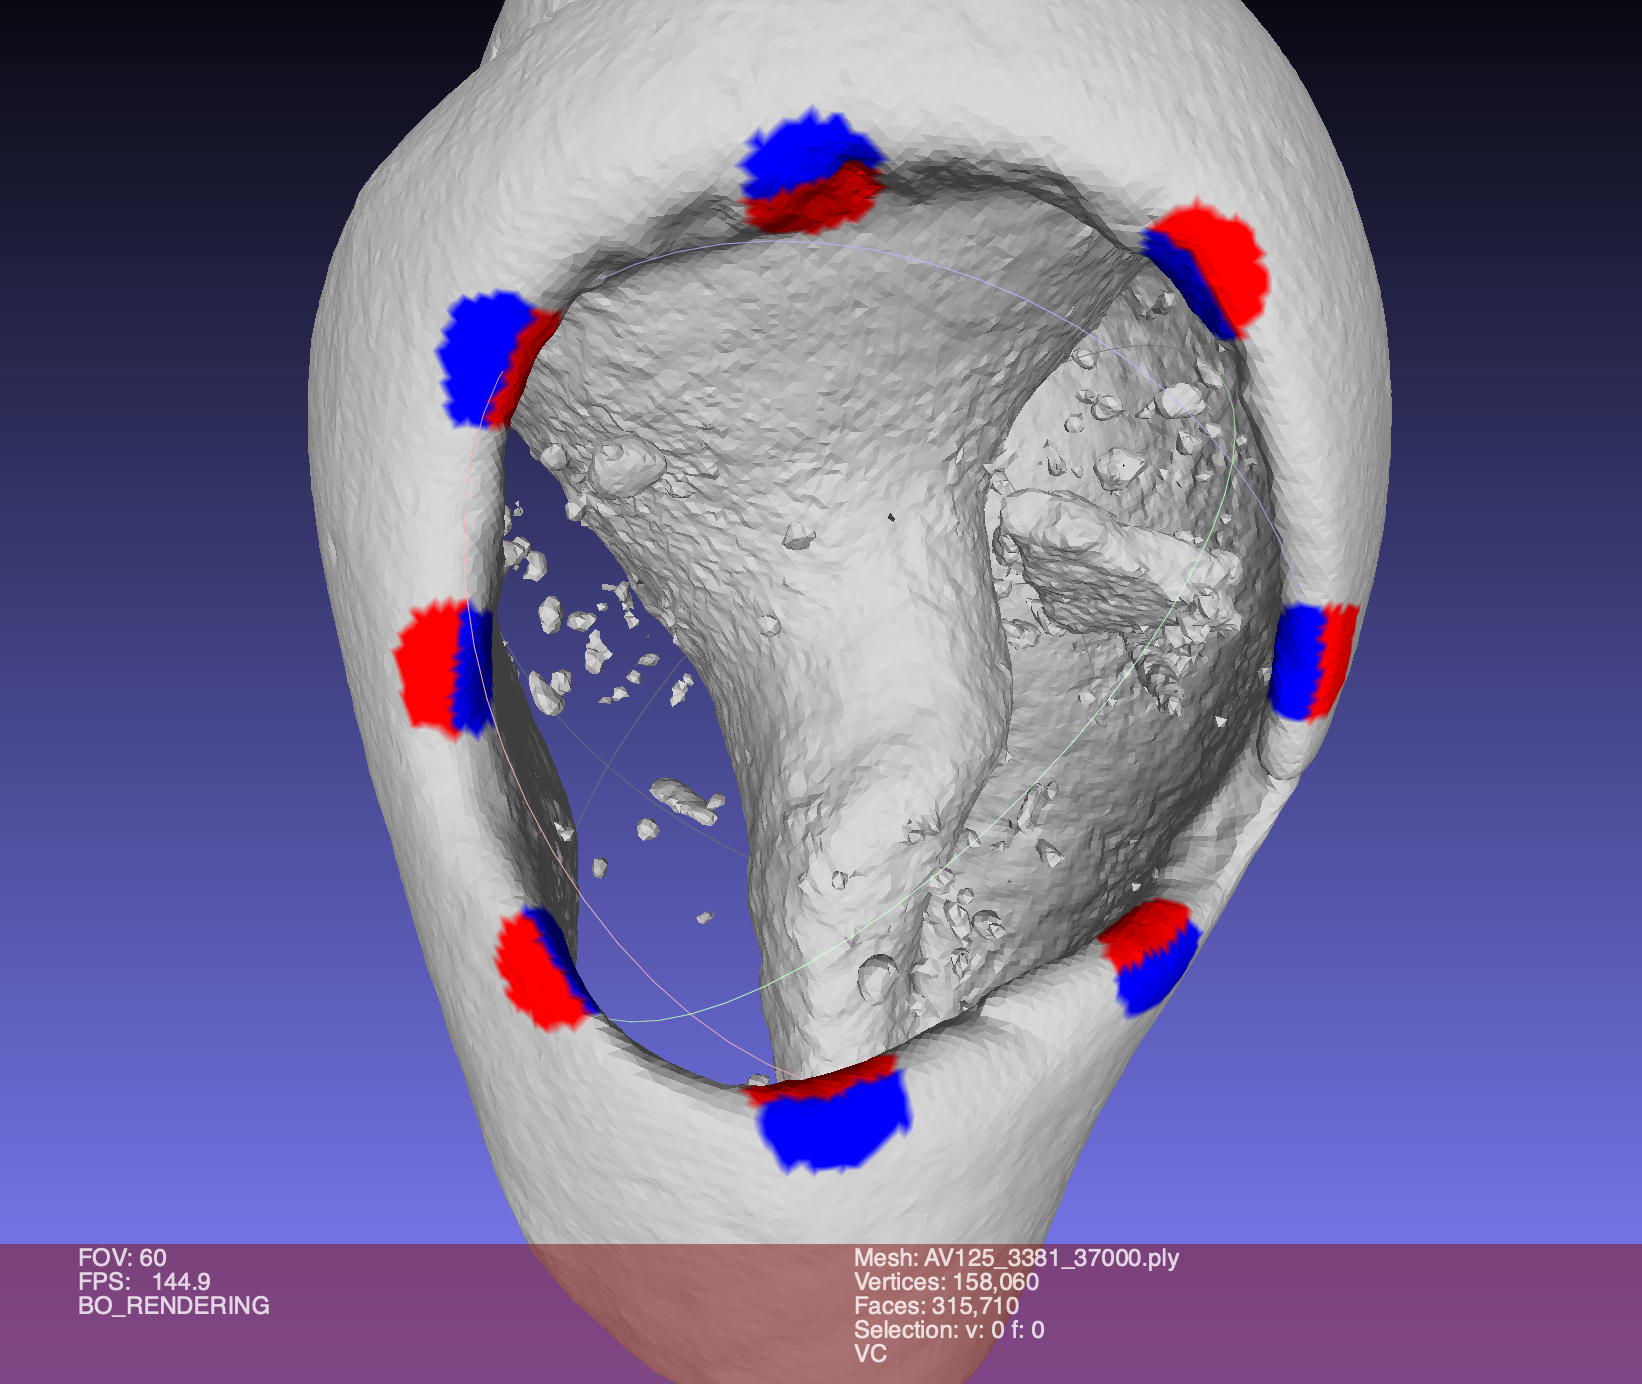 FOV: 60
FPS: 144.9
BO_RENDERING
Mesh: AV125_3381_37000.ply
Vertices: 158,060
Faces: 315,710
Selection: v: 0 f: 0
VC